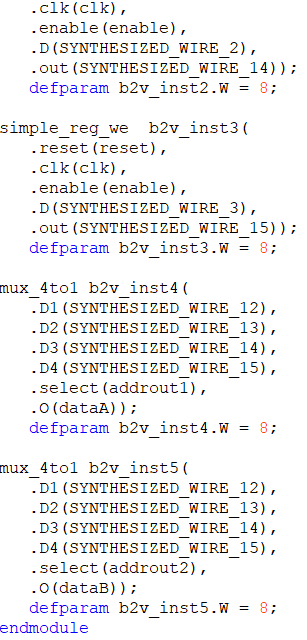 .clk(clk),
.enable(enable),
.D(SYNTHESIZED_WIRE_2),
.out(SYNTHESIZED_WIRE_14));
defparam b2v_inst2.W = 8;
simple_reg_we  b2v_inst3(
.reset(reset),
.clk(clk),
.enable(enable),
.D(SYNTHESIZED_WIRE_3),
.out(SYNTHESIZED_WIRE_15));
defparam b2v_inst3.W = 8;
mux_4to1 b2v_inst4(
.D1(SYNTHESIZED_WIRE_12),
.D2(SYNTHESIZED_WIRE_13),
.D3(SYNTHESIZED_WIRE_14),
.D4(SYNTHESIZED_WIRE_15),
.select(addrout1),
.O(dataA));
defparam b2v_inst4.W = 8;
mux_4to1 b2v_inst5(
.D1(SYNTHESIZED_WIRE_12),
.D2(SYNTHESIZED_WIRE_13),
.D3(SYNTHESIZED_WIRE_14),
.D4(SYNTHESIZED_WIRE_15),
.select(addrout2),
.O(dataB));
defparam b2v_inst5.W = 8;
endmodule